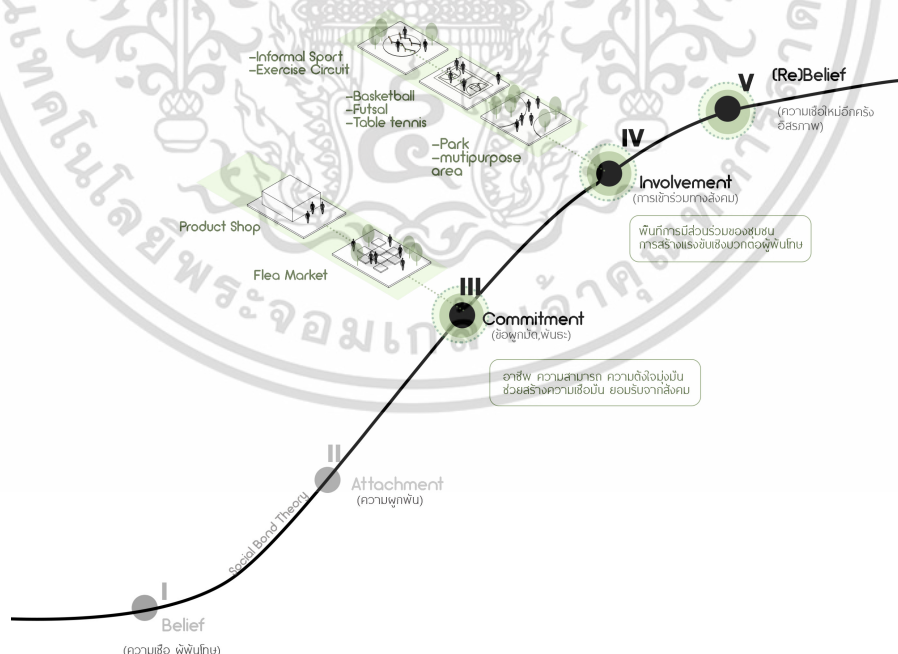 –Informal Sport
–Exercise Circuit
–Basketball
–Futsal
–Table tennis
–Park
–mutipurpose
area
V
(Re)Belief
(ความเชื่อใหม่อีกครั้ง
อิสรภาพ)
IV
Involvement
(การเข้าร่วมทางสังคม)
พื้นที่การมีส่วนร่วมของชุมชน
การสร้างแรงขับเชิงบวกต่อผู้พ้นโทษ
Product Shop
Flea Market
III
Commitment
(ข้อผูกมัด,พันธะ)
อาชีพ ความสามารถ ความตั้งใจมุ่งมั่น
ช่วยสร้างความเชื่อมั่น ยอมรับจากสังคม
II
Attachment
(ความผูกพัน)
Social Bond Theory
I
Belief
(ความเชื่อ ผู้พ้นโทษ)